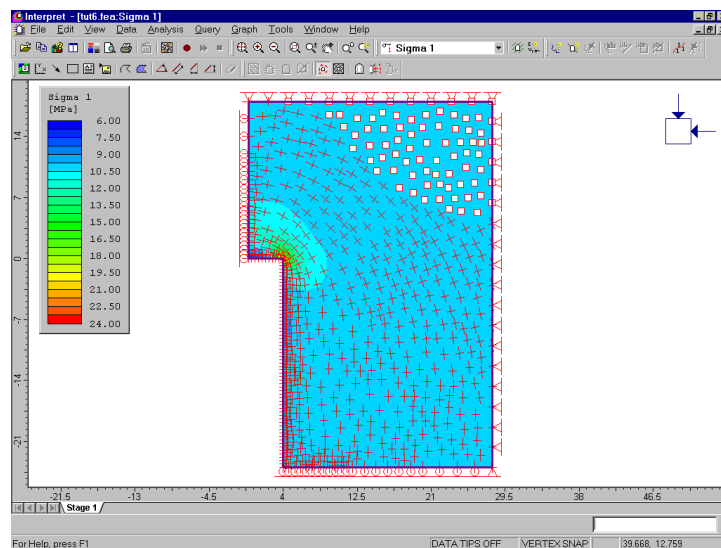 Interpret - [tut6.fea:Sigma 1]
File Edit View Data Analysis Query Graph Tools Window Help
σ1 Sigma 1
Sigma 1
[MPa]
6.00
7.50
9.00
10.50
12.00
13.50
15.00
16.50
18.00
19.50
21.00
22.50
24.00
14
7
0
-7
-14
-21
-21.5 -13 -4.5 4 12.5 21 29.5 38 46.5
Stage 1
For Help, press F1 DATA TIPS OFF VERTEX SNAP 39.668, 12.759